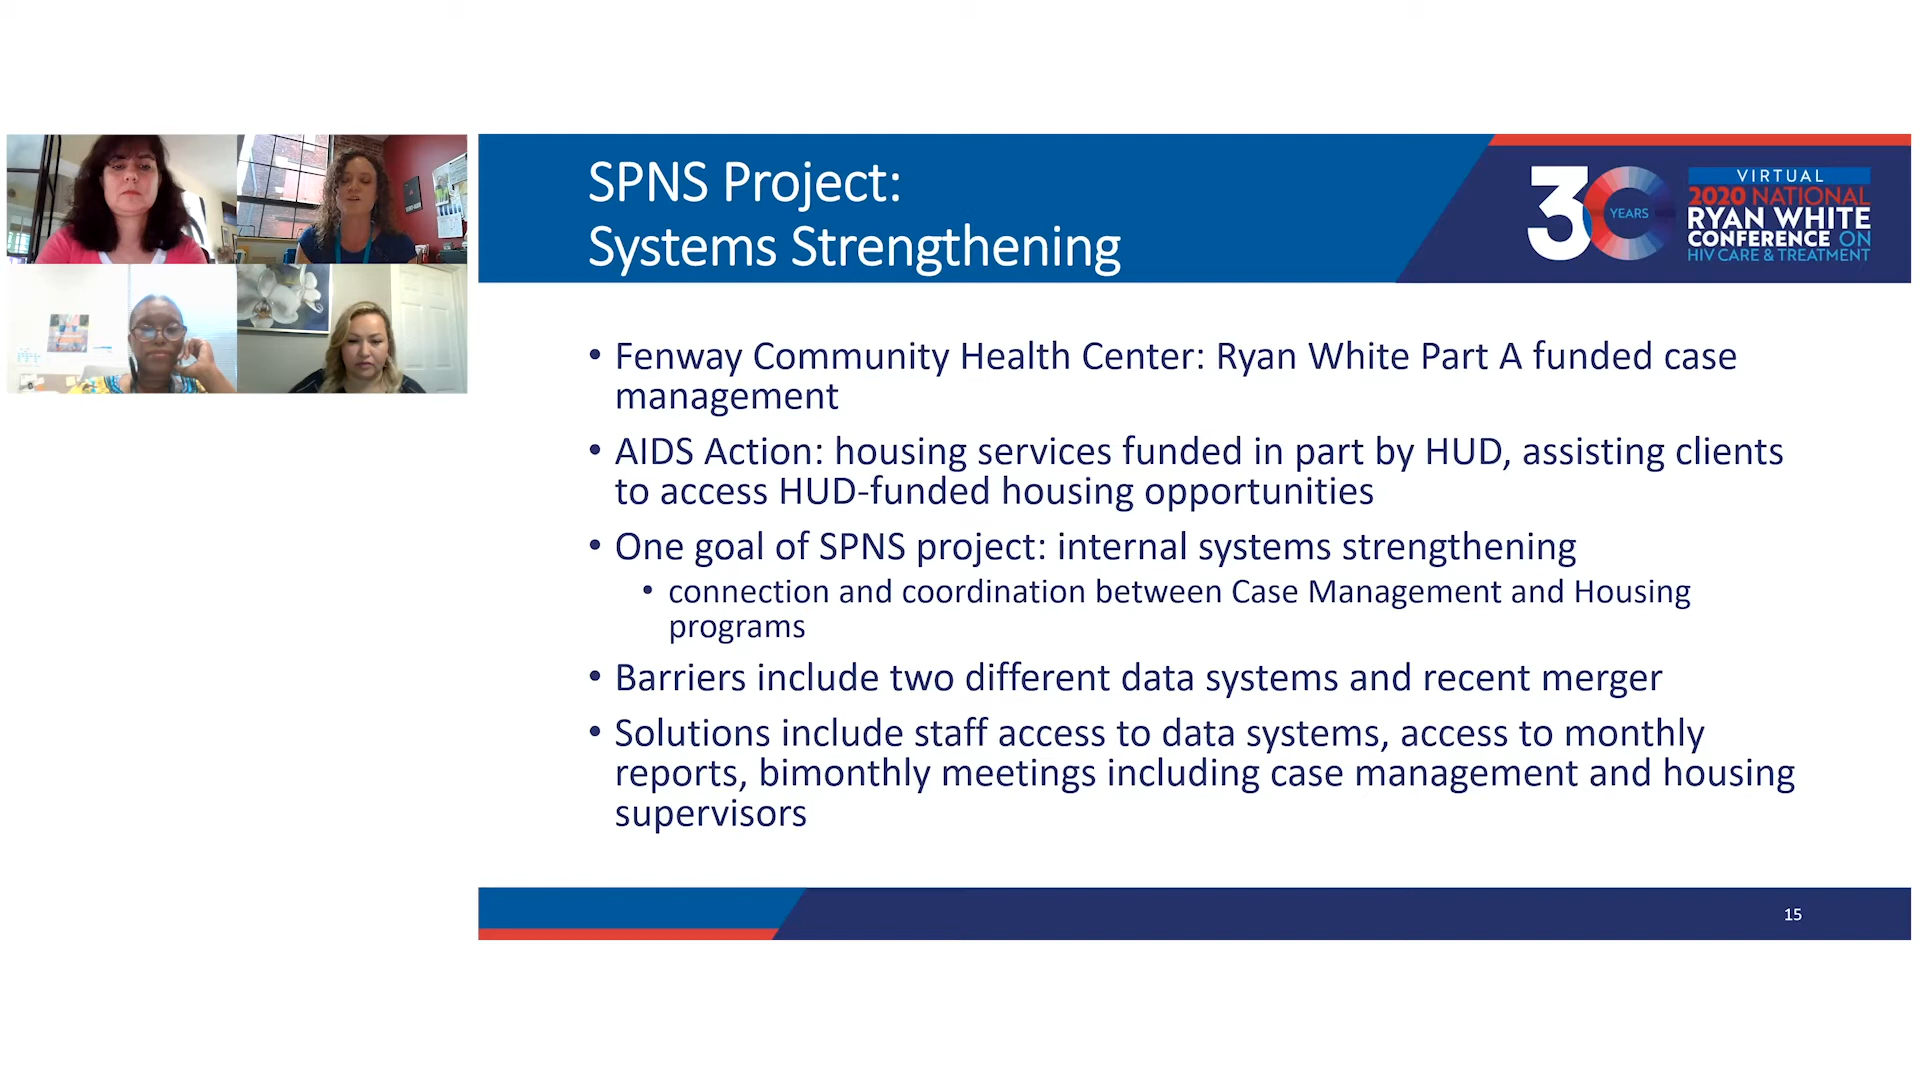 SPNS Project:
Systems Strengthening
30
YEARS
VIRTUAL
2020 NATIONAL
RYAN WHITE
CONFERENCE ON
HIV CARE & TREATMENT
• Fenway Community Health Center: Ryan White Part A funded case
management
• AIDS Action: housing services funded in part by HUD, assisting clients
to access HUD-funded housing opportunities
• One goal of SPNS project: internal systems strengthening
• connection and coordination between Case Management and Housing
programs
• Barriers include two different data systems and recent merger
• Solutions include staff access to data systems, access to monthly
reports, bimonthly meetings including case management and housing
supervisors
15